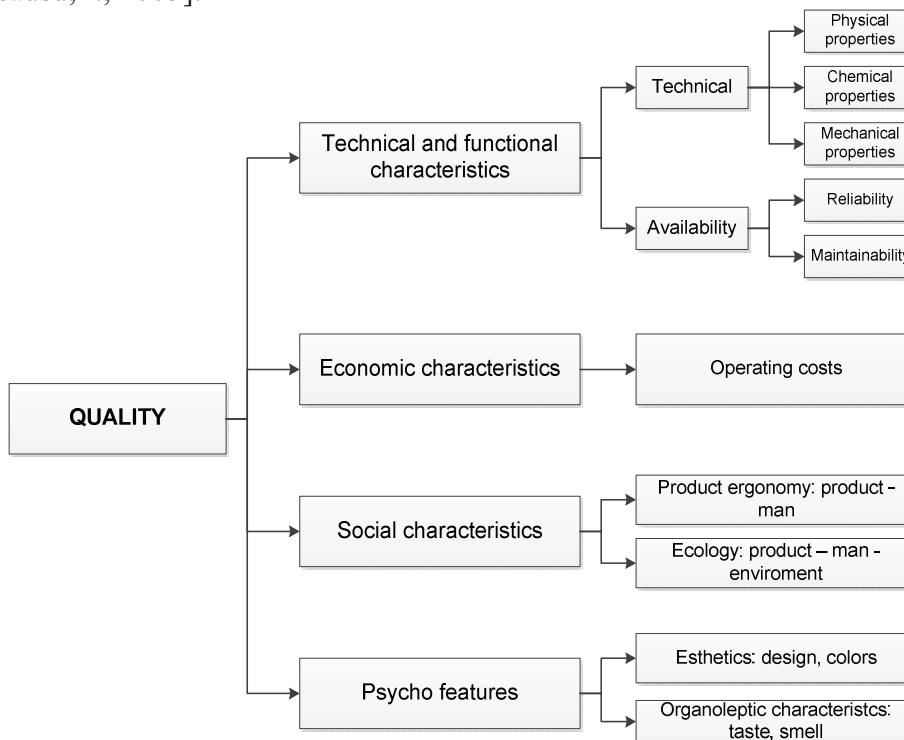 Physical
properties
Technical
Chemical
properties
Technical and functional
characteristics
Mechanical
properties
Availability
Reliability
Maintainability
Economic characteristics
Operating costs
QUALITY
Social characteristics
Product ergonomy: product -
man
Ecology: product – man -
enviroment
Psycho features
Esthetics: design, colors
Organoleptic characteristcs:
taste, smell